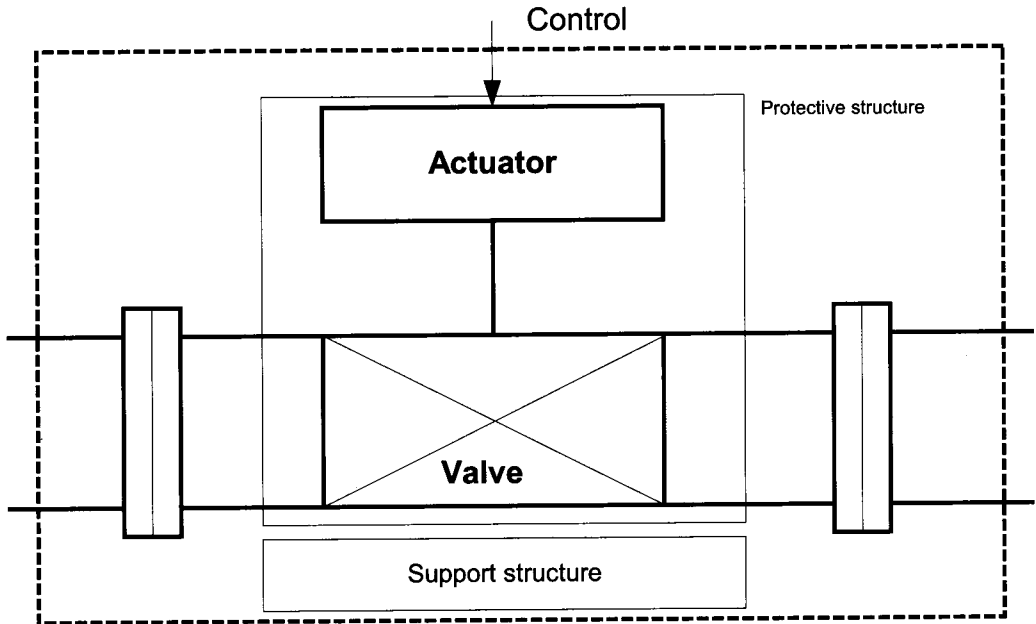 Control
Protective structure
Actuator
Valve
Support structure